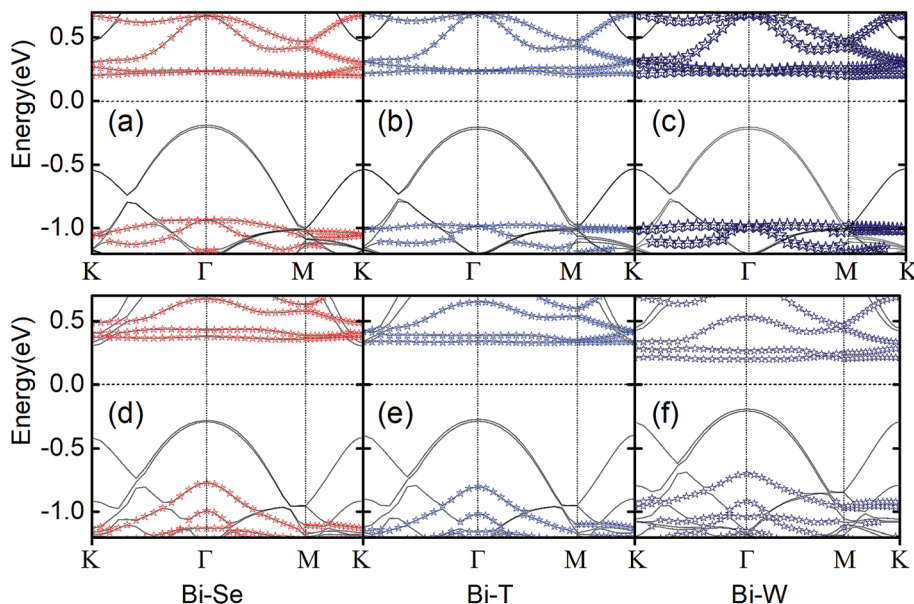 Energy(eV)
0.5
0.0
-0.5
-1.0
(a) (b) (c)
K Γ M K Γ M K Γ M K
Energy(eV)
0.5
0.0
-0.5
-1.0
(d) (e) (f)
K Γ M K Γ M K Γ M K
Bi-Se Bi-T Bi-W